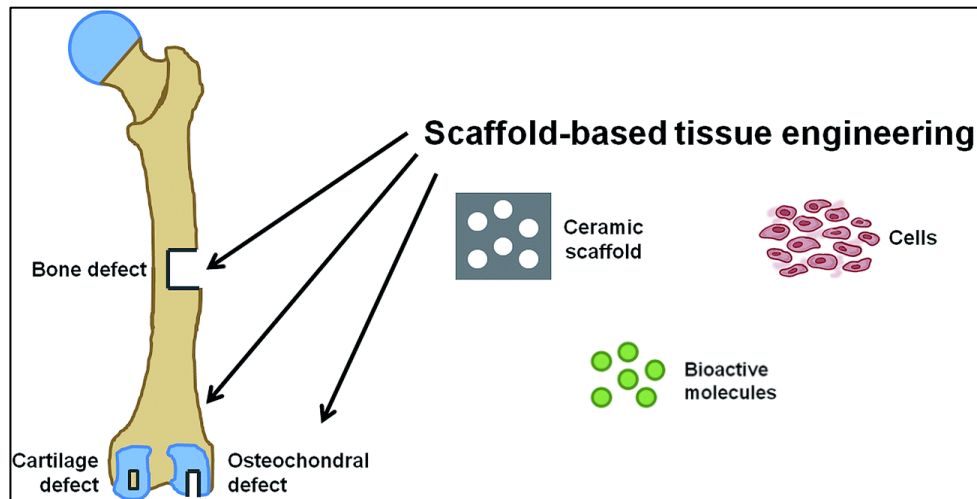 Scaffold-based tissue engineering
Ceramic
scaffold
Cells
Bone defect
Bioactive
molecules
Cartilage
defect
Osteochondral
defect